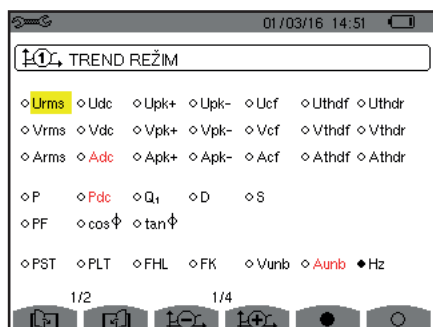 01/03/16 14:51
1 TREND REŽIM
Urms Udc Upk+ Upk- Ucf Uthdf Uthdr
Vrms Vdc Vpk+ Vpk- Vcf Vthdf Vthdr
Arms Adc Apk+ Apk- Acf Athdf Athdr
P Pdc Q₁ D S
PF cosΦ tanΦ
PST PLT FHL FK Vunb Aunb Hz
1/2 1/4